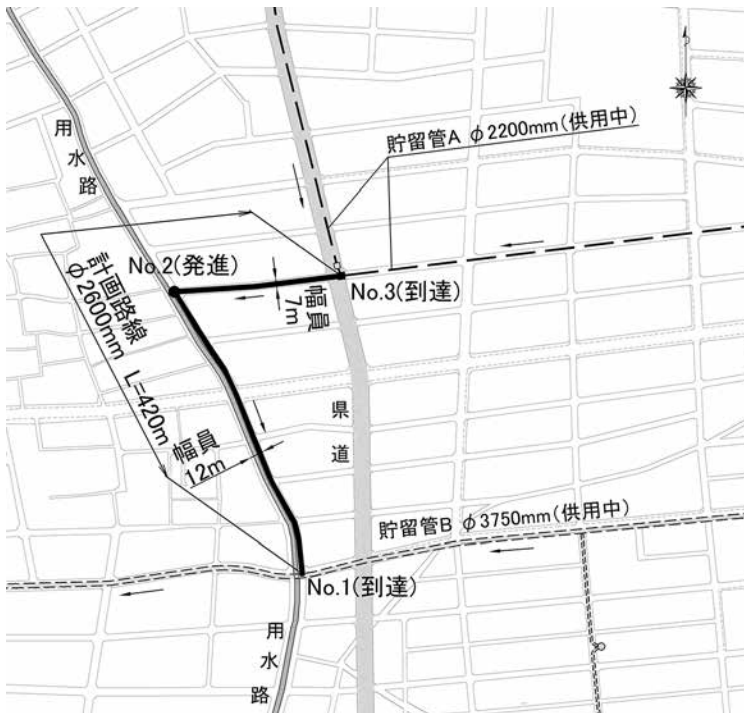 用水路
貯留管A φ2200mm(供用中)
No.2(発進)
No.3(到達)
計画路線
φ2600mm L=420m
幅員
7m
県道
幅員
12m
貯留管B φ3750mm(供用中)
No.1(到達)
用水路